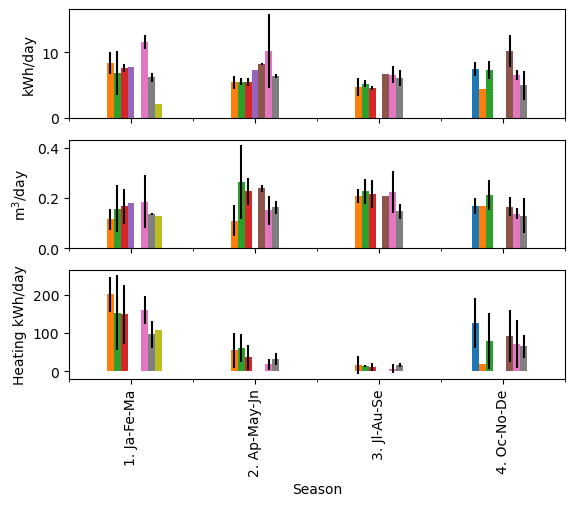 kWh/day
10
0
m³/day
0.4
0.2
0.0
Heating kWh/day
200
100
0
1. Ja-Fe-Ma
2. Ap-May-Jn
3. Jl-Au-Se
4. Oc-No-De
Season